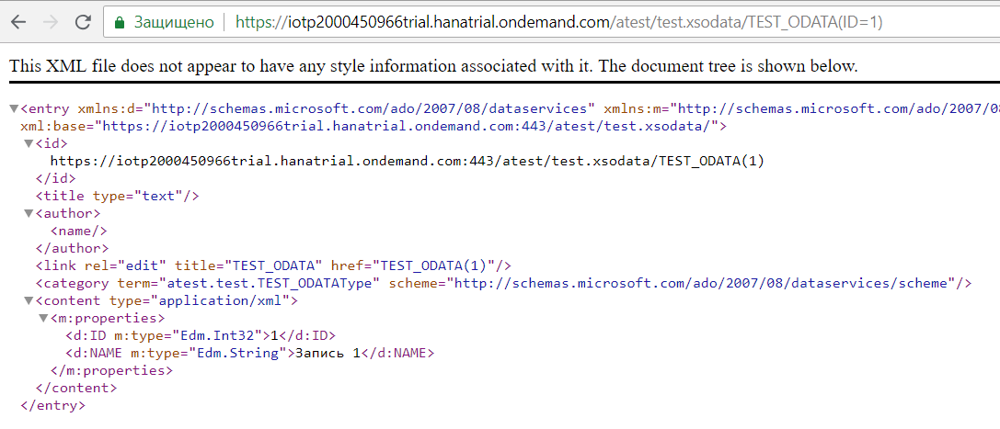 Защищено https://iotp2000450966trial.hanatrial.ondemand.com/atest/test.xsodata/TEST_ODATA(ID=1)
This XML file does not appear to have any style information associated with it. The document tree is shown below.
<entry xmlns:d="http://schemas.microsoft.com/ado/2007/08/dataservices" xmlns:m="http://schemas.microsoft.com/ado/2007/08
xml:base="https://iotp2000450966trial.hanatrial.ondemand.com:443/atest/test.xsodata/">
<id>
https://iotp2000450966trial.hanatrial.ondemand.com:443/atest/test.xsodata/TEST_ODATA(1)
</id>
<title type="text"/>
<author>
<name/>
</author>
<link rel="edit" title="TEST_ODATA" href="TEST_ODATA(1)"/>
<category term="atest.test.TEST_ODATAType" scheme="http://schemas.microsoft.com/ado/2007/08/dataservices/scheme"/>
<content type="application/xml">
<m:properties>
<d:ID m:type="Edm.Int32">1</d:ID>
<d:NAME m:type="Edm.String">Запись 1</d:NAME>
</m:properties>
</content>
</entry>